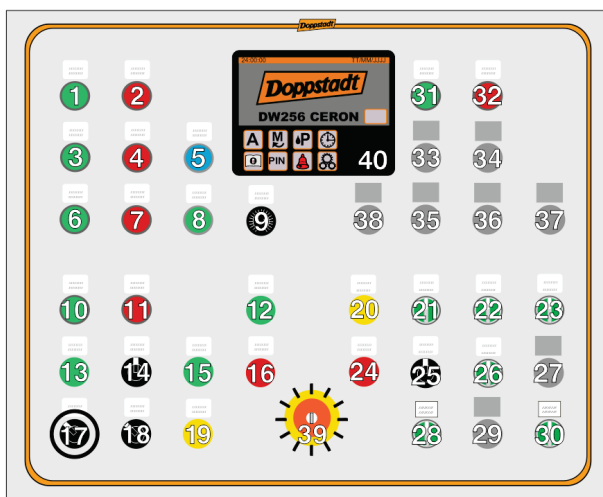 Doppstadt
24:00:00 TT/MM/JJJJ
Doppstadt
DW256 CERON
A M P
PIN
40
1 2 31 32
3 4 5 33 34
6 7 8 9 38 35 36 37
10 11 12 20 21 22 23
13 14 15 16 24 25 26 27
17 18 19 39 28 29 30